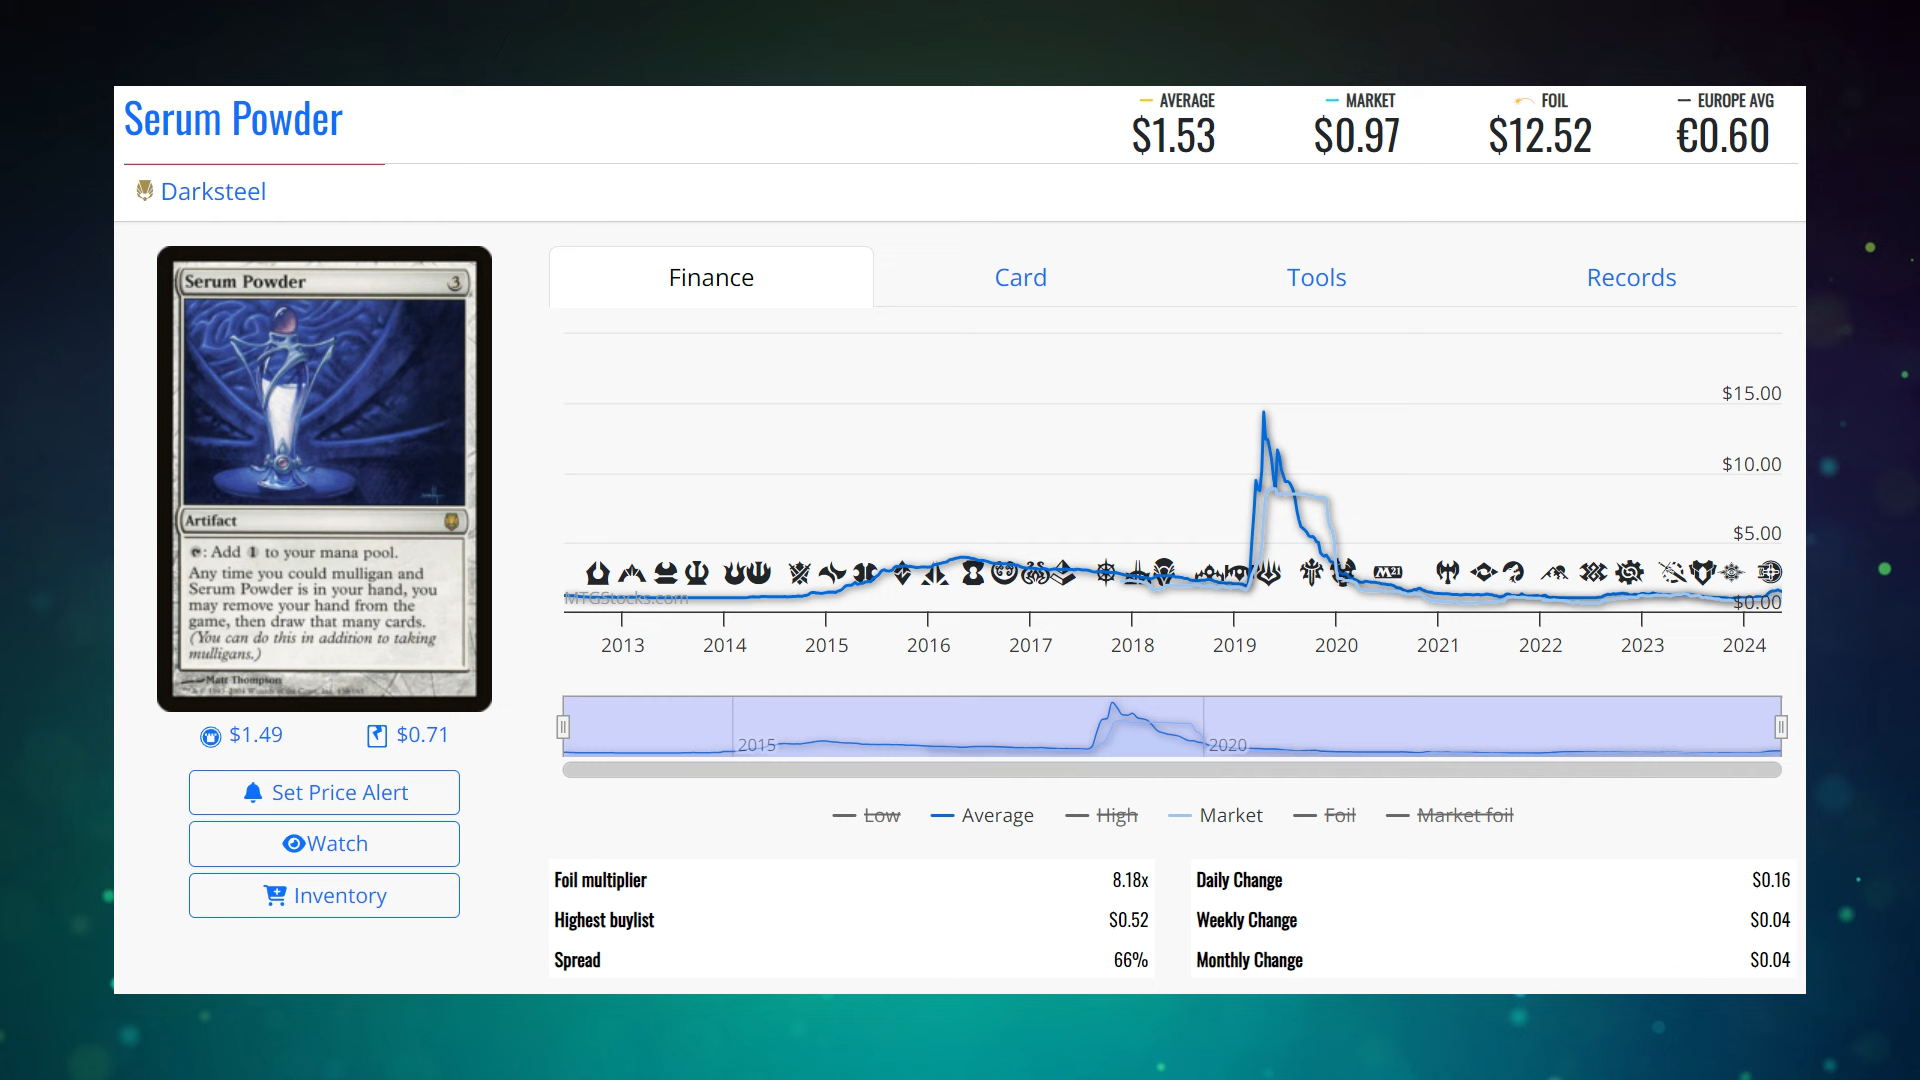 Serum Powder
AVERAGE
$1.53
MARKET
$0.97
FOIL
$12.52
EUROPE AVG
€0.60
Darksteel
Serum Powder 3
Artifact
: Add 1 to your mana pool.
Any time you could mulligan and
Serum Powder is in your hand, you
may remove your hand from the
game, then draw that many cards.
(You can do this in addition to taking
mulligans.)
Matt Thompson
$1.49 $0.71
Set Price Alert
Watch
Inventory
Finance Card Tools Records
$15.00
$10.00
$5.00
M21
MTGStocks.com
$0.00
2013 2014 2015 2016 2017 2018 2019 2020 2021 2022 2023 2024
2015 2020
Low Average High Market Foil Market foil
Foil multiplier 8.18x
Highest buylist $0.52
Spread 66%
Daily Change $0.16
Weekly Change $0.04
Monthly Change $0.04